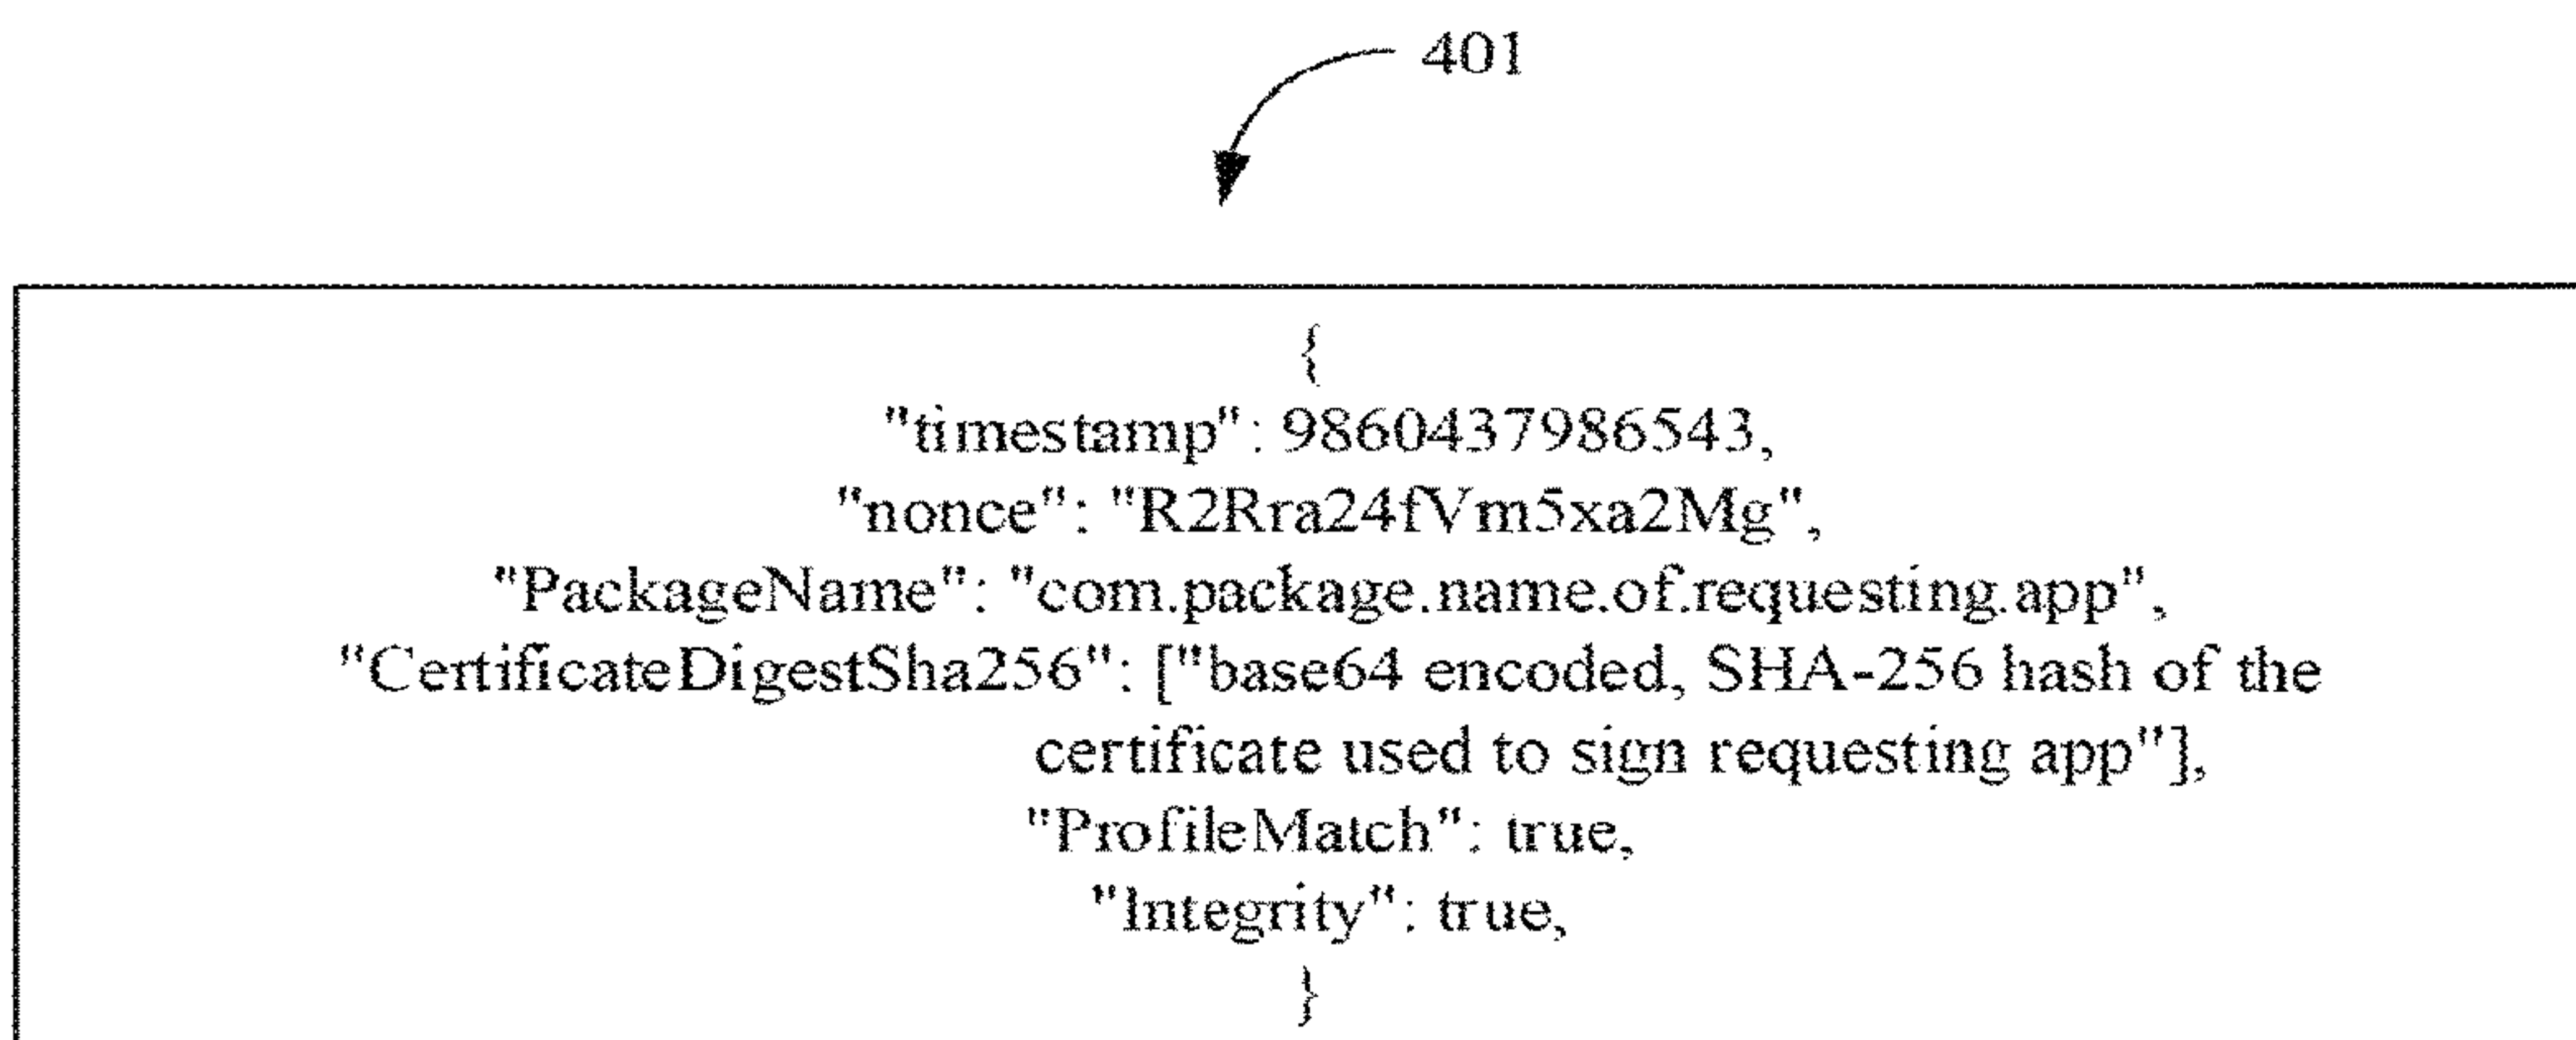 401
{
"timestamp": 9860437986543,
"nonce": "R2Rra24fVm5xa2Mg",
"PackageName": "com.package.name.of.requesting.app",
"CertificateDigestSha256": ["base64 encoded, SHA-256 hash of the
certificate used to sign requesting app"],
"ProfileMatch": true,
"Integrity": true,
}